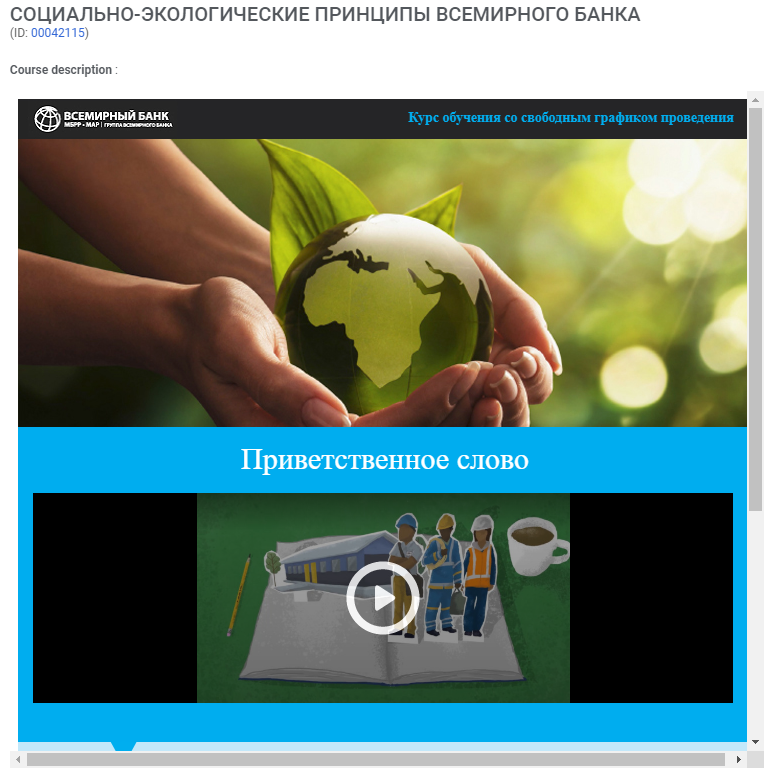 СОЦИАЛЬНО-ЭКОЛОГИЧЕСКИЕ ПРИНЦИПЫ ВСЕМИРНОГО БАНКА
(ID: 00042115)
Course description :
ВСЕМИРНЫЙ БАНК
МБРР • МАР | ГРУППА ВСЕМИРНОГО БАНКА
Курс обучения со свободным графиком проведения
Приветственное слово